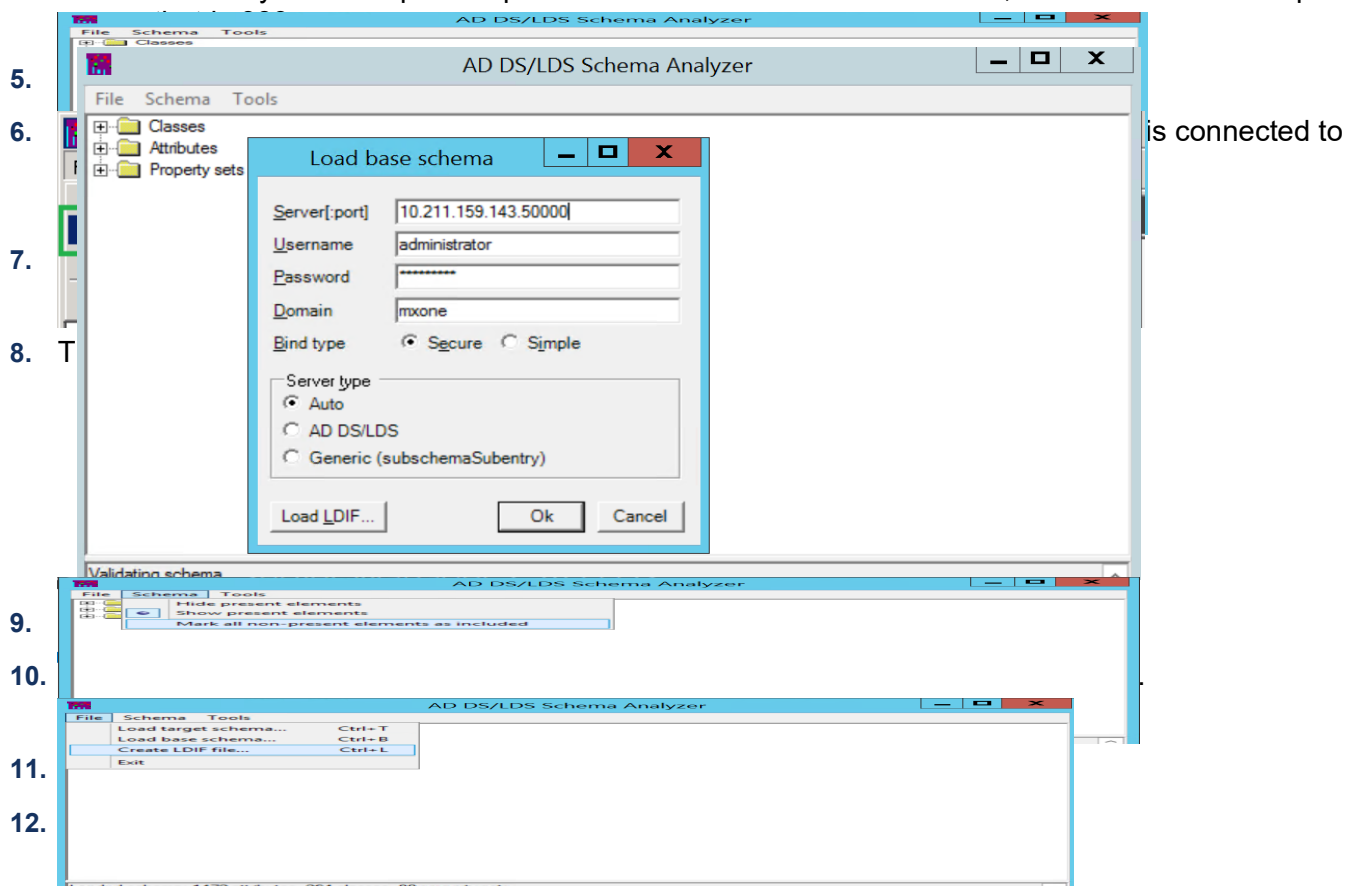 AD DS/LDS Schema Analyzer
File Schema Tools
Classes
5.
AD DS/LDS Schema Analyzer
File Schema Tools
6.
Classes
is connected to
Attributes
Property sets
Load base schema
Server[:port] 10.211.159.143.50000
Username administrator
7.
Password *********
Domain mxone
Bind type Secure Simple
8. T
Server type
Auto
AD DS/LDS
Generic (subschemaSubentry)
Load LDIF... Ok Cancel
Validating schema
AD DS/LDS Schema Analyzer
File Schema Tools
Hide present elements
Show present elements
9.
Mark all non-present elements as included
10.
.
AD DS/LDS Schema Analyzer
File Schema Tools
Load target schema... Ctrl+T
Load base schema... Ctrl+B
Create LDIF file... Ctrl+L
Exit
11.
12.